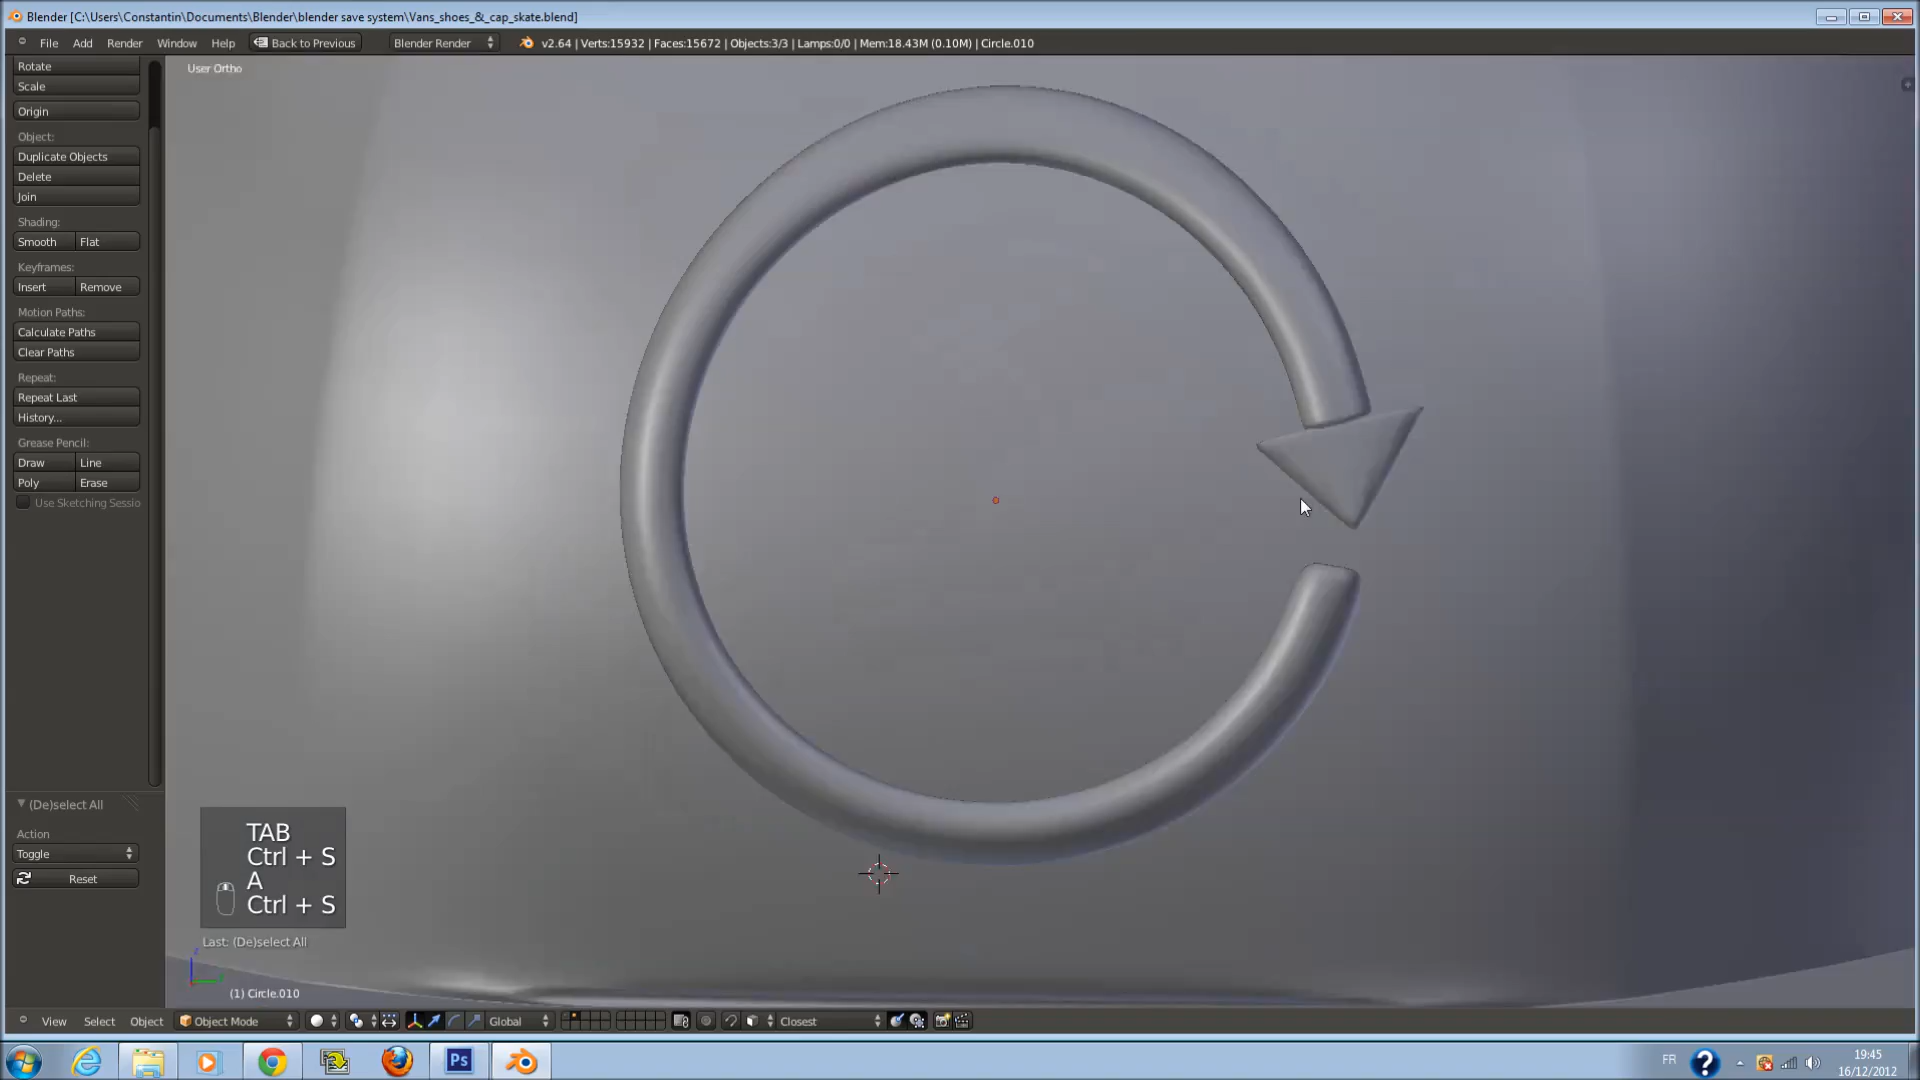 Blender [C:\Users\Constantin\Documents\Blender\blender save system\Vans_shoes_&_cap_skate.blend]
File Add Render Window Help Back to Previous Blender Render v2.64 | Verts:15932 | Faces:15672 | Objects:3/3 | Lamps:0/0 | Mem:18.43M (0.10M) | Circle.010
User Ortho
Rotate
Scale
Origin
Object:
Duplicate Objects
Delete
Join
Shading:
Smooth Flat
Keyframes:
Insert Remove
Motion Paths:
Calculate Paths
Clear Paths
Repeat:
Repeat Last
History...
Grease Pencil:
Draw Line
Poly Erase
Use Sketching Sessio
(De)select All
Action
Toggle
Reset
TAB
Ctrl + S
A
Ctrl + S
Last: (De)select All
(1) Circle.010
View Select Object Object Mode Global Closest
Ps
FR
19:45
16/12/2012